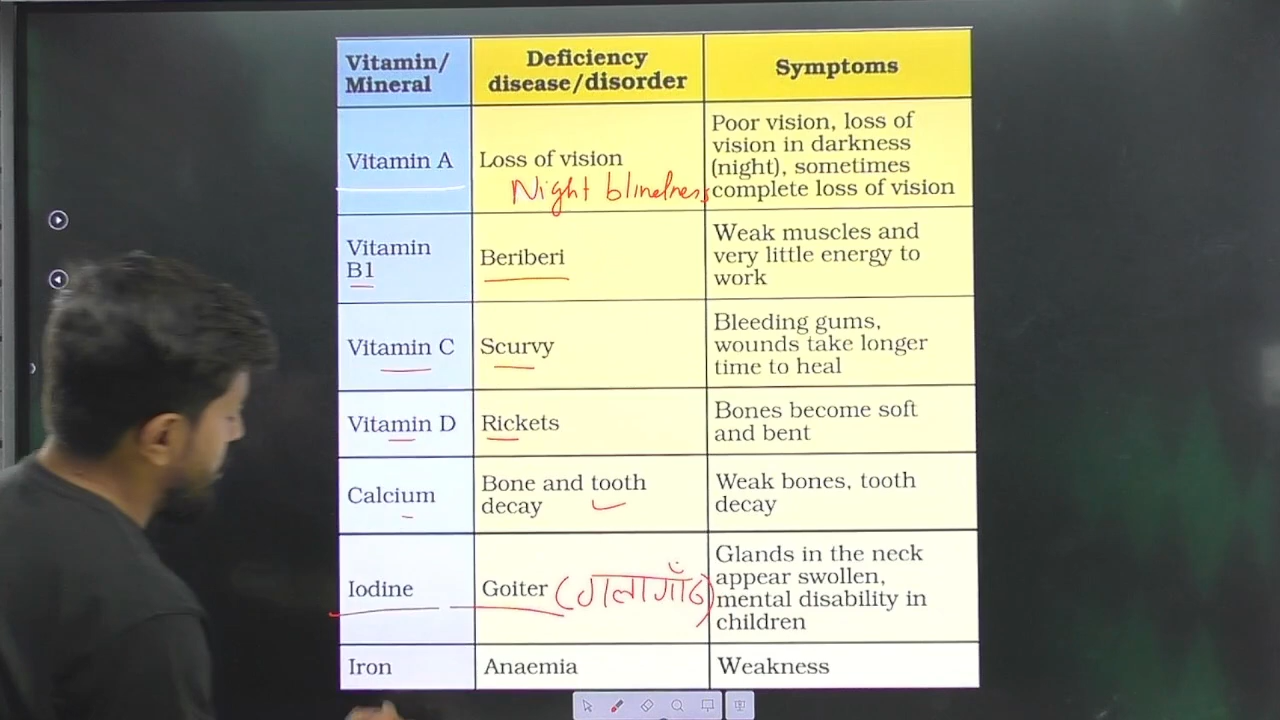 Vitamin/
Mineral
Deficiency
disease/disorder
Symptoms
Vitamin A
Loss of vision
Night blindness
Poor vision, loss of
vision in darkness
(night), sometimes
complete loss of vision
Vitamin
B1
Beriberi
Weak muscles and
very little energy to
work
Vitamin C
Scurvy
Bleeding gums,
wounds take longer
time to heal
Vitamin D
Rickets
Bones become soft
and bent
Calcium
Bone and tooth
decay
Weak bones, tooth
decay
Iodine
Goiter (गलागाँठ)
Glands in the neck
appear swollen,
mental disability in
children
Iron
Anaemia
Weakness